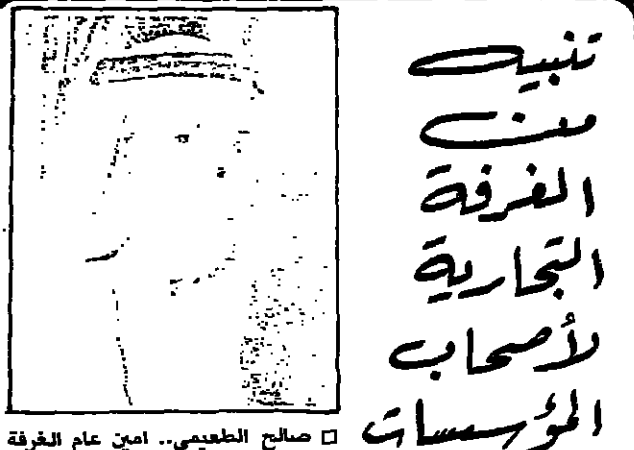 تنبيه
من
الغرفة
التجارية
لأصحاب
المؤسسات
□ صالح الطعيمي.. امين عام الغرفة